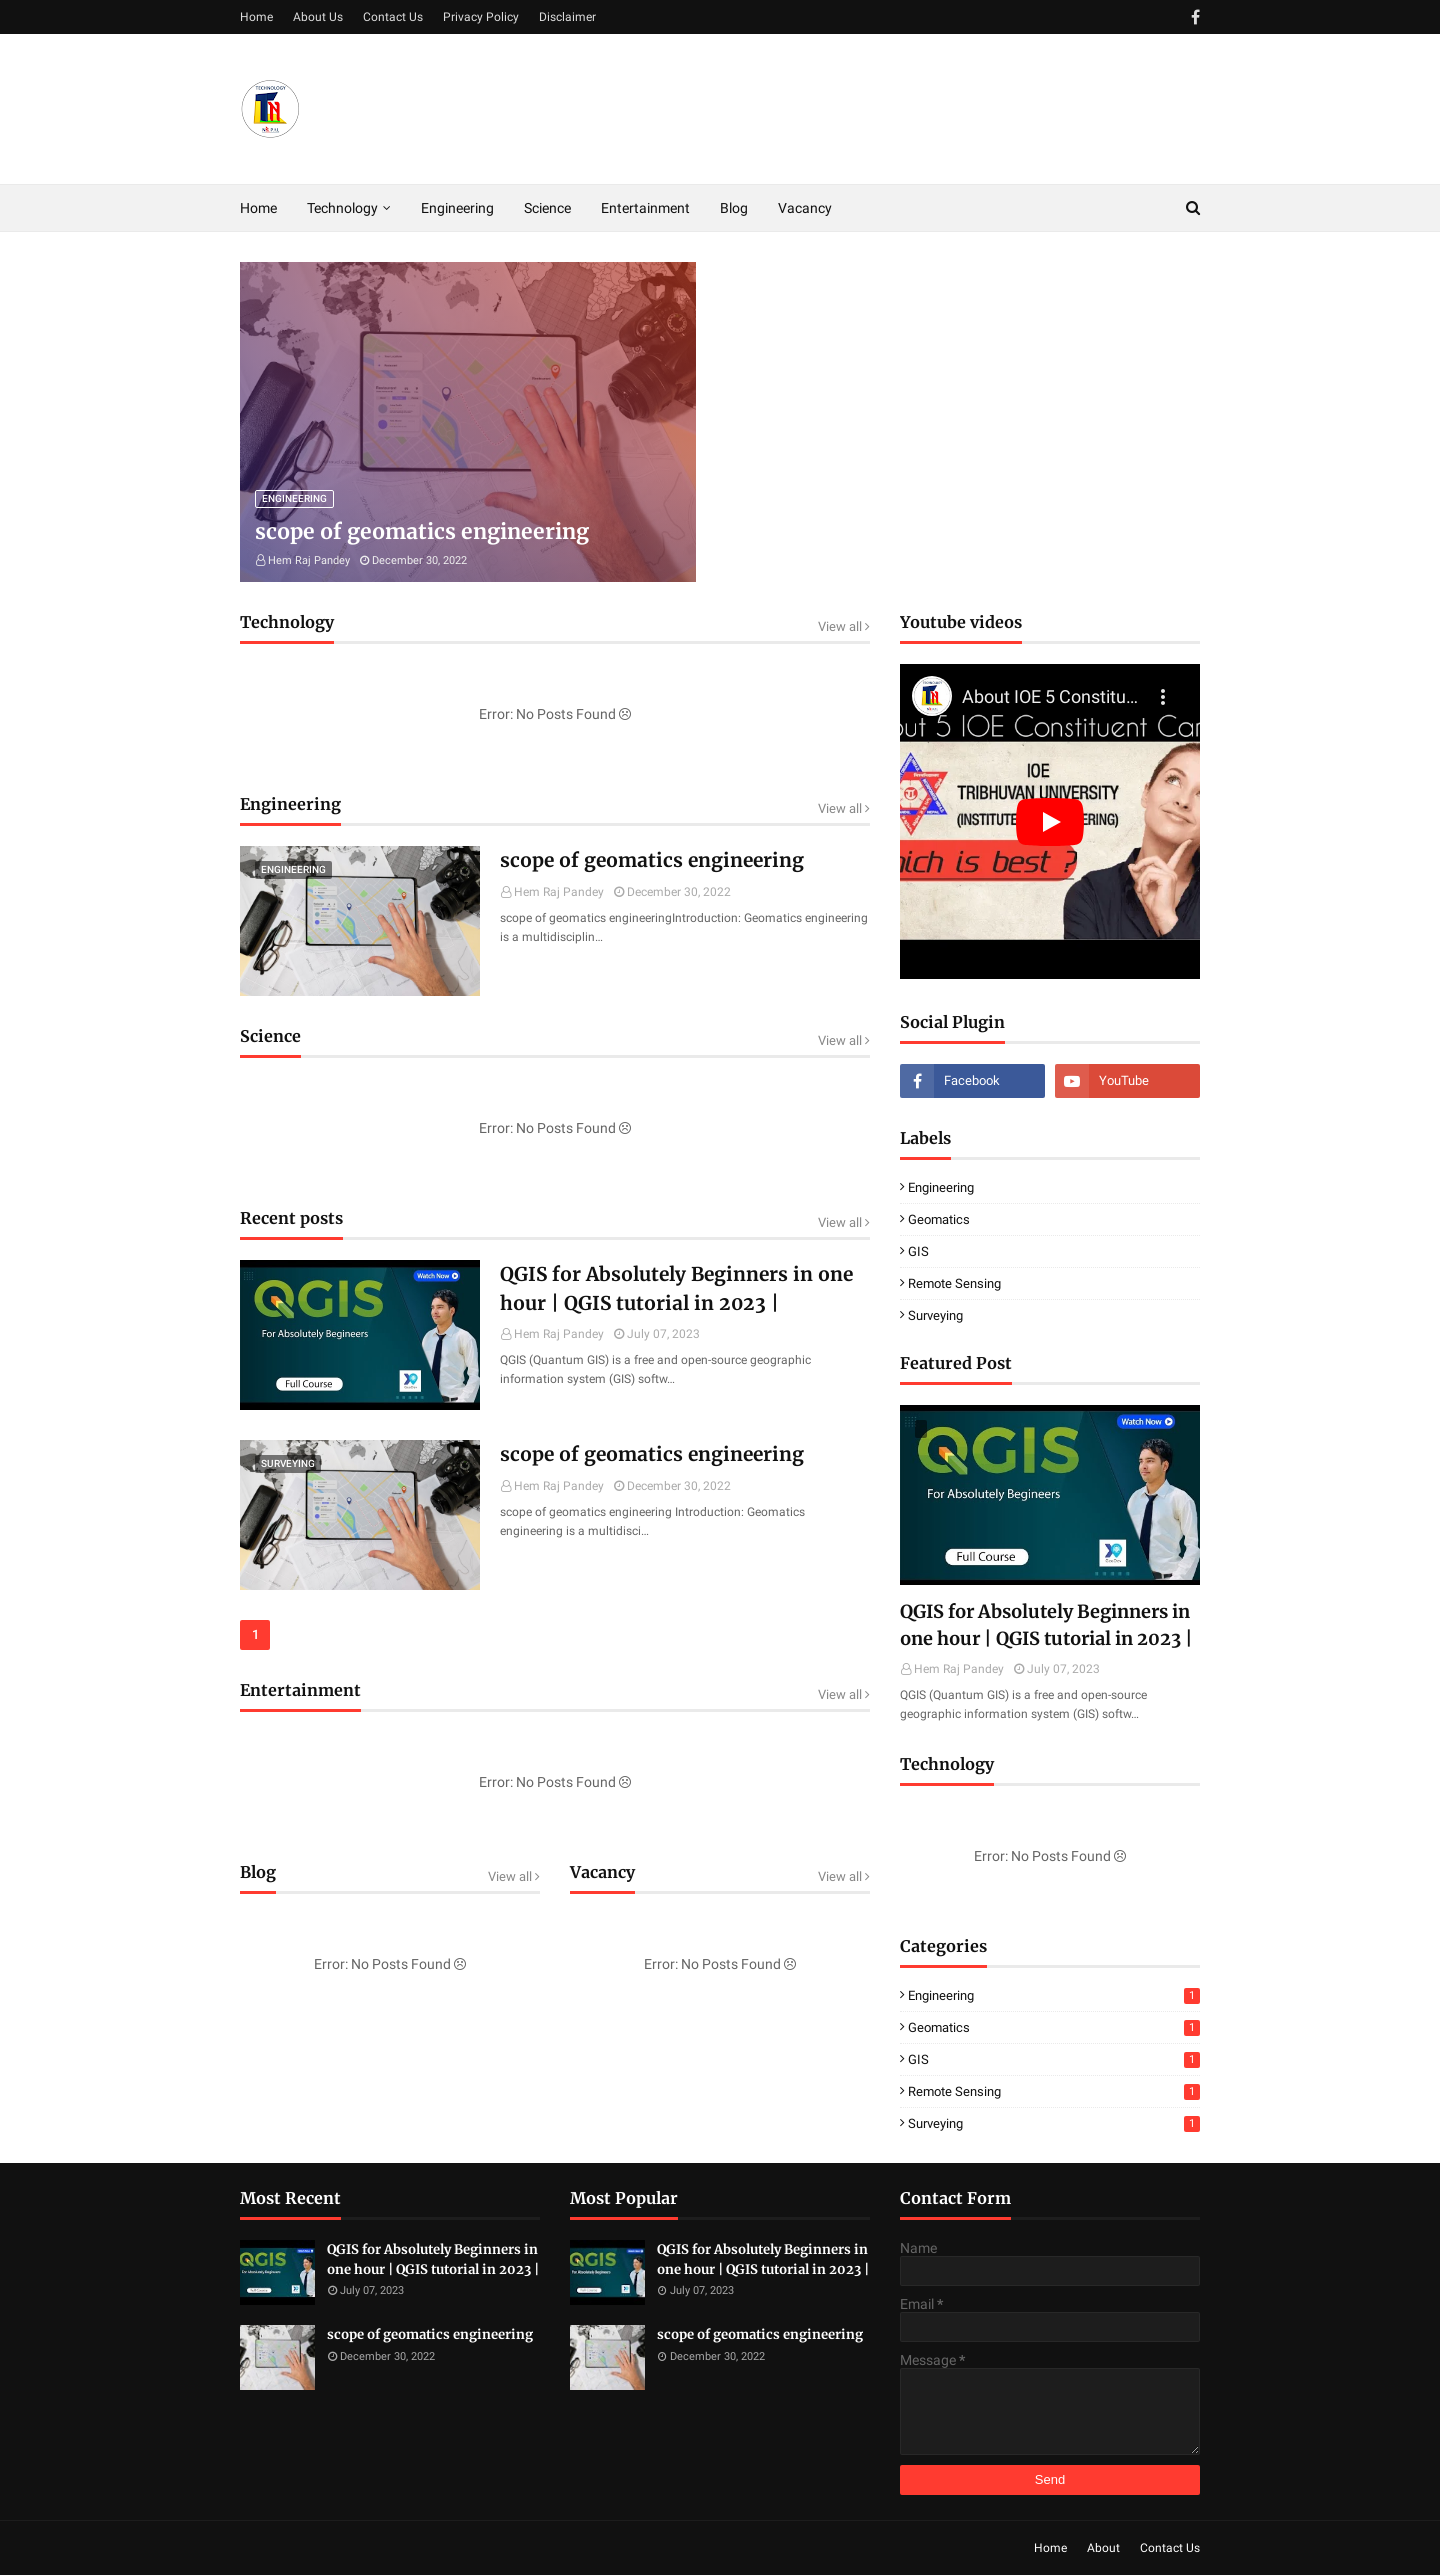 Home About Us Contact Us Privacy Policy Disclaimer
TECHNOLOGY
TN
NEPAL
Home Technology Engineering Science Entertainment Blog Vacancy
ENGINEERING
scope of geomatics engineering
Hem Raj Pandey December 30, 2022
Technology View all
Error: No Posts Found
Engineering View all
ENGINEERING
scope of geomatics engineering
Hem Raj Pandey December 30, 2022
scope of geomatics engineeringIntroduction: Geomatics engineering
is a multidisciplin…
Science View all
Error: No Posts Found
Recent posts View all
QGIS
Watch Now
For Absolutely Begineers
Full Course
QGIS for Absolutely Beginners in one
hour | QGIS tutorial in 2023 |
Hem Raj Pandey July 07, 2023
QGIS (Quantum GIS) is a free and open-source geographic
information system (GIS) softw…
SURVEYING
scope of geomatics engineering
Hem Raj Pandey December 30, 2022
scope of geomatics engineering Introduction: Geomatics
engineering is a multidisci…
1
Entertainment View all
Error: No Posts Found
Blog View all
Error: No Posts Found
Vacancy View all
Error: No Posts Found
Youtube videos
About IOE 5 Constitu...
out 5 IOE Constituent Car
IOE
TRIBHUVAN UNIVERSITY
(INSTITUTE ERING)
hich is best ?
Social Plugin
Facebook YouTube
Labels
Engineering
Geomatics
GIS
Remote Sensing
Surveying
Featured Post
QGIS
Watch Now
For Absolutely Begineers
Full Course
QGIS for Absolutely Beginners in
one hour | QGIS tutorial in 2023 |
Hem Raj Pandey July 07, 2023
QGIS (Quantum GIS) is a free and open-source
geographic information system (GIS) softw…
Technology
Error: No Posts Found
Categories
Engineering 1
Geomatics 1
GIS 1
Remote Sensing 1
Surveying 1
Most Recent
QGIS for Absolutely Beginners in
one hour | QGIS tutorial in 2023 |
July 07, 2023
scope of geomatics engineering
December 30, 2022
Most Popular
QGIS for Absolutely Beginners in
one hour | QGIS tutorial in 2023 |
July 07, 2023
scope of geomatics engineering
December 30, 2022
Contact Form
Name
Email *
Message *
Send
Home About Contact Us